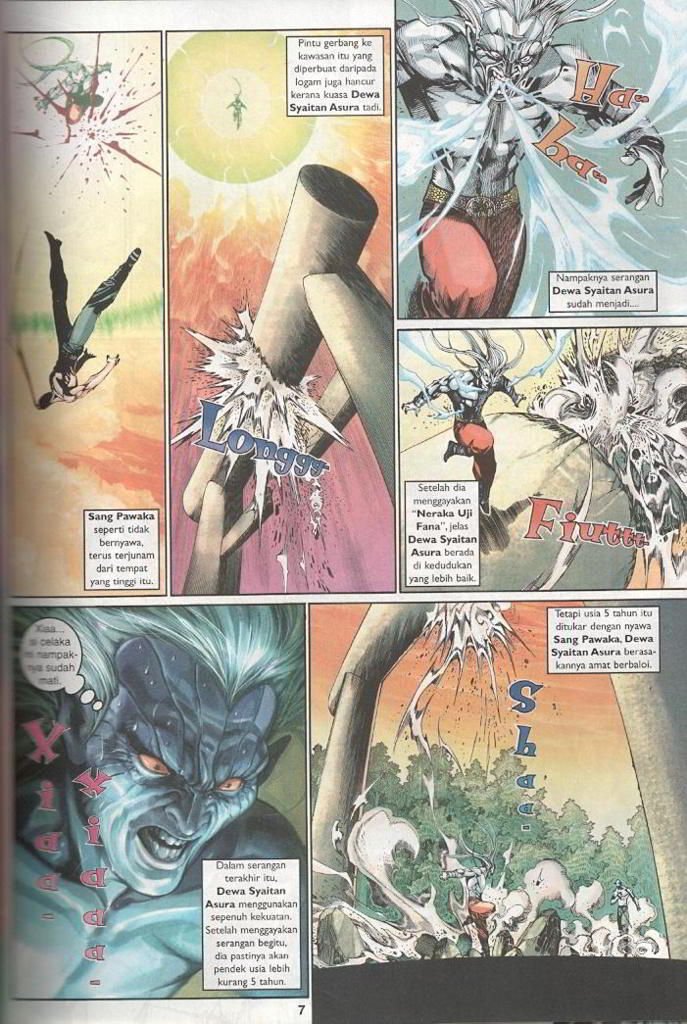 Sang Pawaka
seperti tidak
bernyawa,
terus terjunam
dari tempat
yang tinggi itu.
Pintu gerbang ke
kawasan itu yang
diperbuat daripada
logam juga hancur
kerana kuasa Dewa
Syaitan Asura tadi.
Longgg-
Ha-
ha-
Nampaknya serangan
Dewa Syaitan Asura
sudah menjadi....
Setelah dia
menggayakan
"Neraka Uji
Fana", jelas
Dewa Syaitan
Asura berada
di kedudukan
yang lebih baik.
Fiuttt-
Xiaa...
si celaka
ni nampak-
nya sudah
mati.
Xiaa-
Xiaaa-
Dalam serangan
terakhir itu,
Dewa Syaitan
Asura menggunakan
sepenuh kekuatan.
Setelah menggayakan
serangan begitu,
dia pastinya akan
pendek usia lebih
kurang 5 tahun.
Tetapi usia 5 tahun itu
ditukar dengan nyawa
Sang Pawaka, Dewa
Syaitan Asura berasa-
kannya amat berbaloi.
Shaa-
7